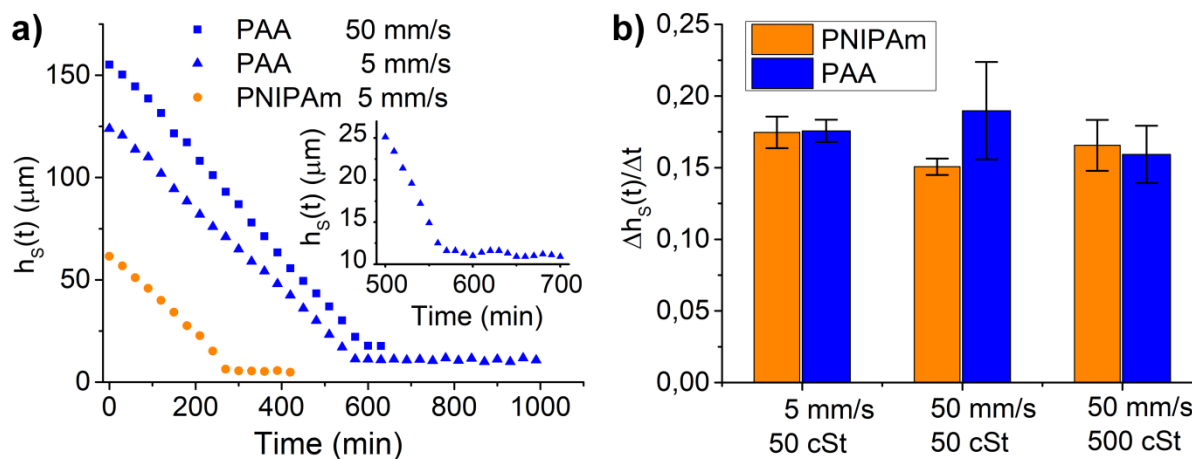 a)
PAA 50 mm/s
PAA 5 mm/s
PNIPAm 5 mm/s
150
100
50
0
hS(t) (μm)
0 200 400 600 800 1000
Time (min)
25
20
15
10
hS(t) (μm)
500 600 700
Time (min)
b)
PNIPAm
PAA
0,25
0,20
0,15
0,10
0,05
0,00
ΔhS(t)/Δt
5 mm/s 50 mm/s 50 mm/s
50 cSt 50 cSt 500 cSt